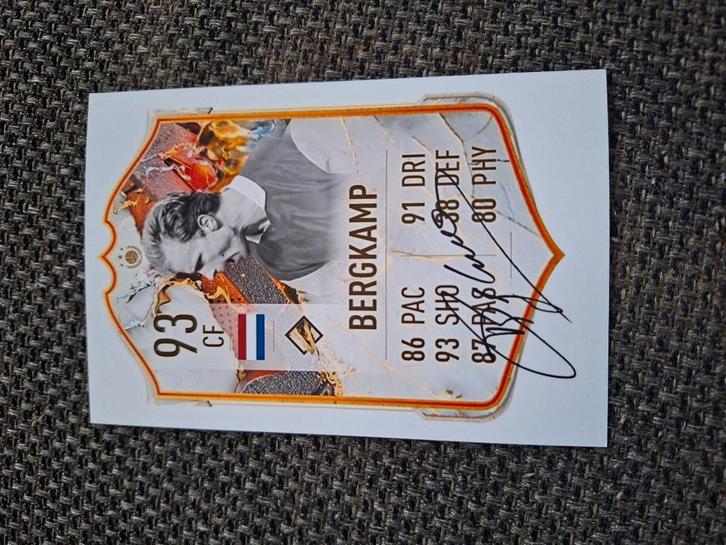 93
CF
BERGKAMP
86 PAC 91 DRI
93 SHO 38 DEF
87 PAS 80 PHY